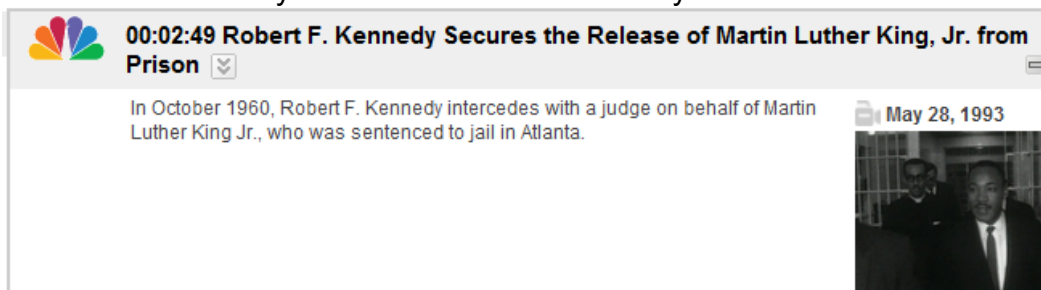 00:02:49 Robert F. Kennedy Secures the Release of Martin Luther King, Jr. from
Prison
In October 1960, Robert F. Kennedy intercedes with a judge on behalf of Martin
Luther King Jr., who was sentenced to jail in Atlanta.
May 28, 1993